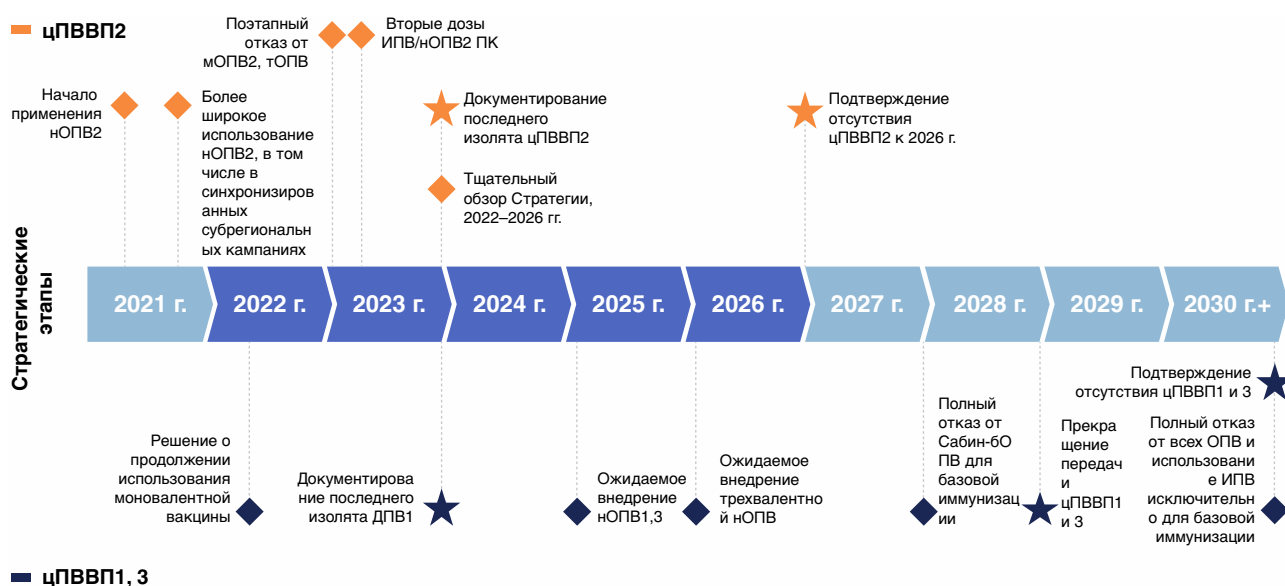 цПВВП2
Поэтапный
отказ от
мОПВ2, тОПВ
Вторые дозы
ИПВ/нОПВ2 ПК
Начало
применения
нОПВ2
Более
широкое
использование
нОПВ2, в том
числе в
синхронизиров
анных
субрегиональн
ых кампаниях
Документирование
последнего
изолята цПВВП2
Тщательный
обзор Стратегии,
2022–2026 гг.
Подтверждение
отсутствия
цПВВП2 к 2026 г.
Стратегические
этапы
2021 г.
2022 г.
2023 г.
2024 г.
2025 г.
2026 г.
2027 г.
2028 г.
2029 г.
2030 г.+
Решение о
продолжении
использования
моновалентной
вакцины
Документирова
ние последнего
изолята ДПВ1
Ожидаемое
внедрение
нОПВ1,3
Ожидаемое
внедрение
трехвалентно
й нОПВ
Полный
отказ от
Сабин-бО
ПВ для
базовой
иммунизац
ии
Прекра
щение
передач
и
цПВВП1
и 3
Подтверждение
отсутствия цПВВП1 и 3
Полный отказ
от всех ОПВ и
использовани
е ИПВ
исключительн
о для базовой
иммунизации
цПВВП1, 3